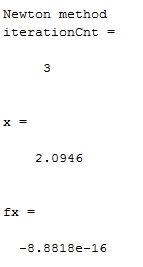 Newton method
iterationCnt =
3
x =
2.0946
fx =
-8.8818e-16